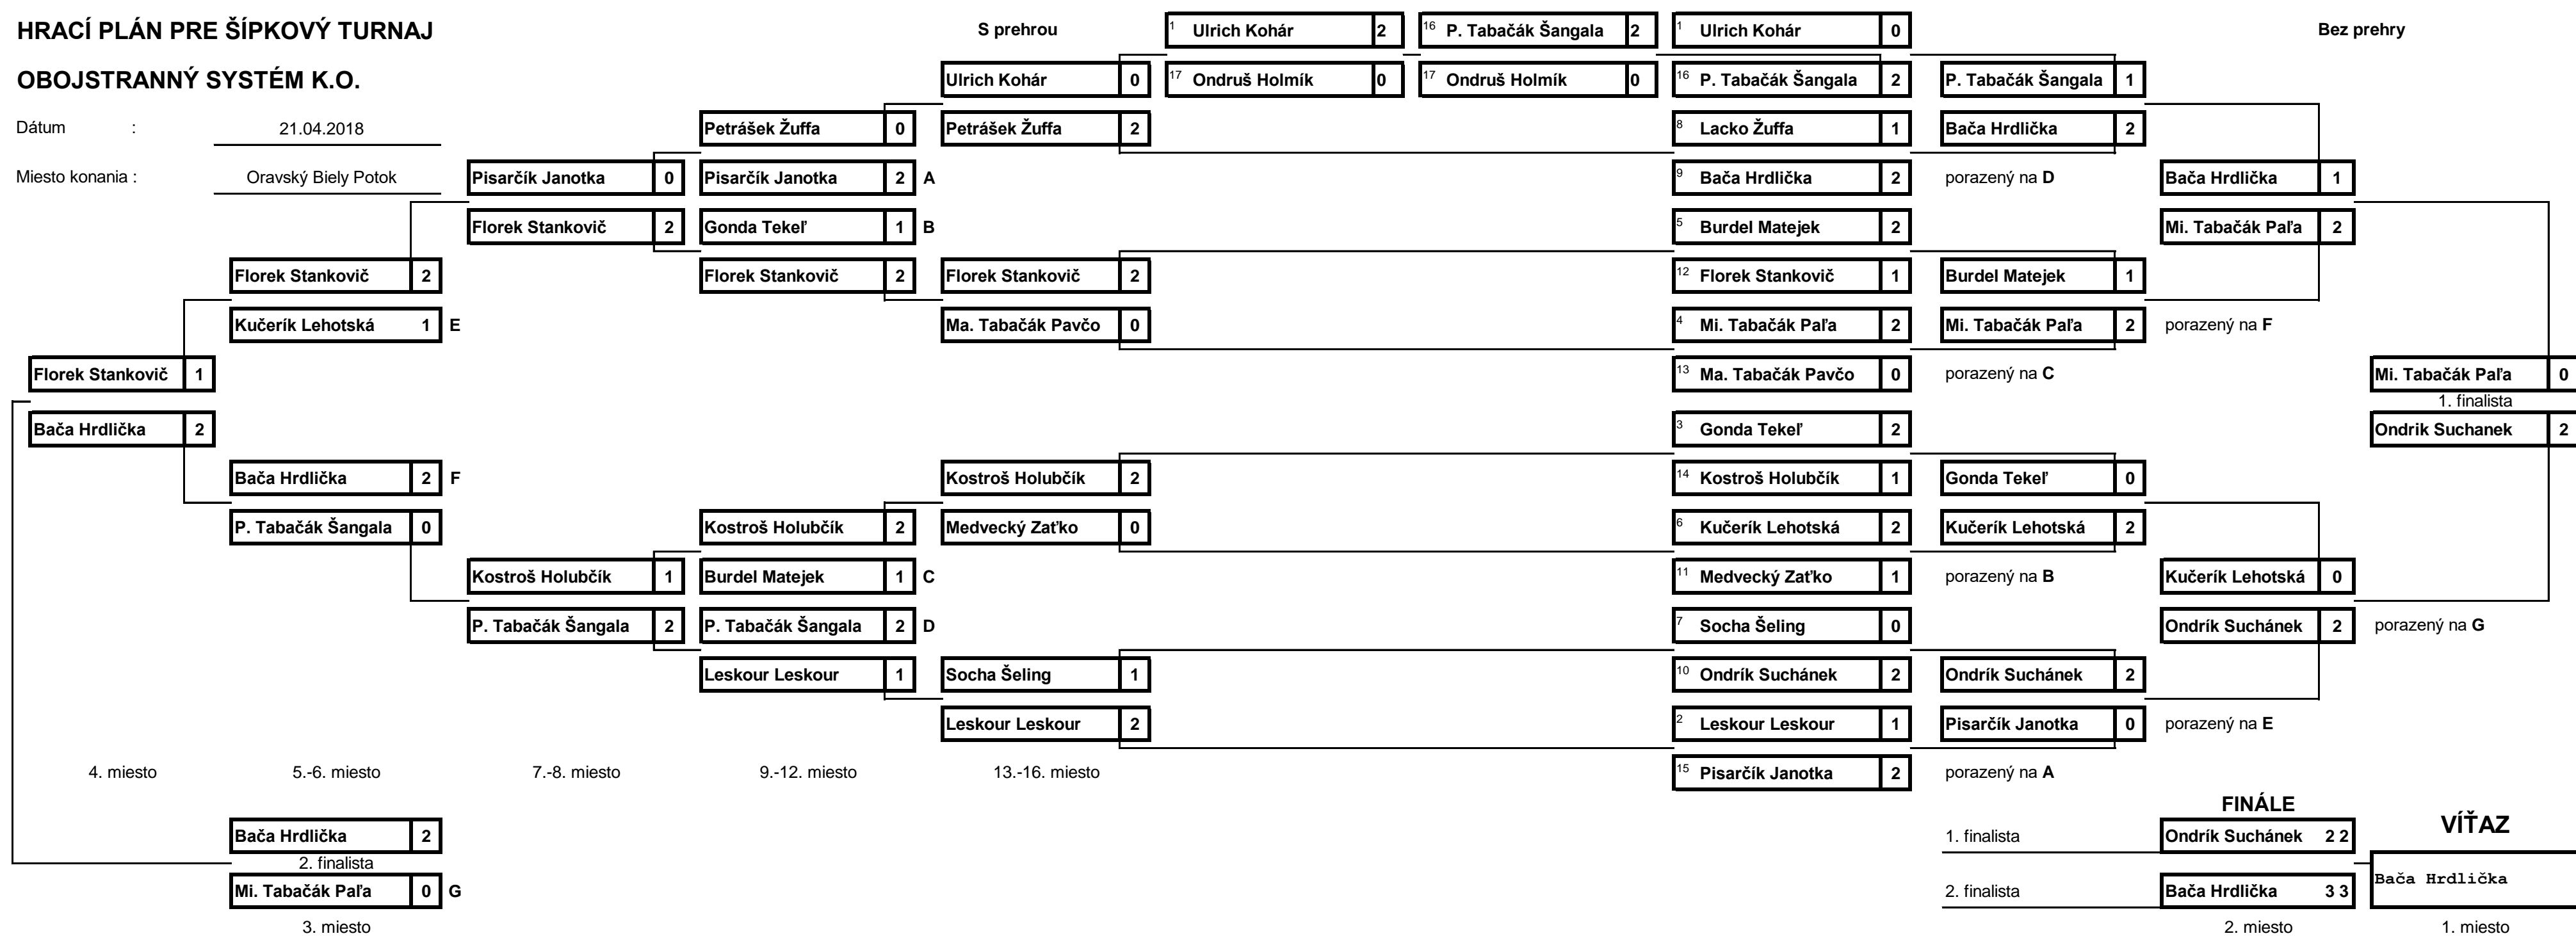 HRACÍ PLÁN PRE ŠÍPKOVÝ TURNAJ S prehrou 1 Ulrich Kohár 2 16 P. Tabačák Šangala 2 1 Ulrich Kohár 0 Bez prehry
OBOJSTRANNÝ SYSTÉM K.O. Ulrich Kohár 0 17 Ondruš Holmík 0 17 Ondruš Holmík 0 16 P. Tabačák Šangala 2 P. Tabačák Šangala 1
Dátum : 21.04.2018 Petrášek Žuffa 0 Petrášek Žuffa 2 8 Lacko Žuffa 1 Bača Hrdlička 2
Miesto konania : Oravský Biely Potok Pisarčík Janotka 0 Pisarčík Janotka 2 A 9 Bača Hrdlička 2 porazený na D Bača Hrdlička 1
Florek Stankovič 2 Gonda Tekeľ 1 B 5 Burdel Matejek 2 Mi. Tabačák Paľa 2
Florek Stankovič 2 Florek Stankovič 2 Florek Stankovič 2 12 Florek Stankovič 1 Burdel Matejek 1
Kučerík Lehotská 1 E Ma. Tabačák Pavčo 0 4 Mi. Tabačák Paľa 2 Mi. Tabačák Paľa 2 porazený na F
Florek Stankovič 1 13 Ma. Tabačák Pavčo 0 porazený na C Mi. Tabačák Paľa 0
1. finalista
Bača Hrdlička 2 3 Gonda Tekeľ 2 Ondrik Suchanek 2
Bača Hrdlička 2 F Kostroš Holubčík 2 14 Kostroš Holubčík 1 Gonda Tekeľ 0
P. Tabačák Šangala 0 Kostroš Holubčík 2 Medvecký Zaťko 0 6 Kučerík Lehotská 2 Kučerík Lehotská 2
Kostroš Holubčík 1 Burdel Matejek 1 C 11 Medvecký Zaťko 1 porazený na B Kučerík Lehotská 0
P. Tabačák Šangala 2 P. Tabačák Šangala 2 D 7 Socha Šeling 0 Ondrík Suchánek 2 porazený na G
Leskour Leskour 1 Socha Šeling 1 10 Ondrík Suchánek 2 Ondrík Suchánek 2
Leskour Leskour 2 2 Leskour Leskour 1 Pisarčík Janotka 0 porazený na E
4. miesto 5.-6. miesto 7.-8. miesto 9.-12. miesto 13.-16. miesto 15 Pisarčík Janotka 2 porazený na A
FINÁLE
VÍŤAZ
Bača Hrdlička 2 1. finalista Ondrík Suchánek 2 2
2. finalista
Bača Hrdlička
Mi. Tabačák Paľa 0 G 2. finalista Bača Hrdlička 3 3
3. miesto 2. miesto 1. miesto